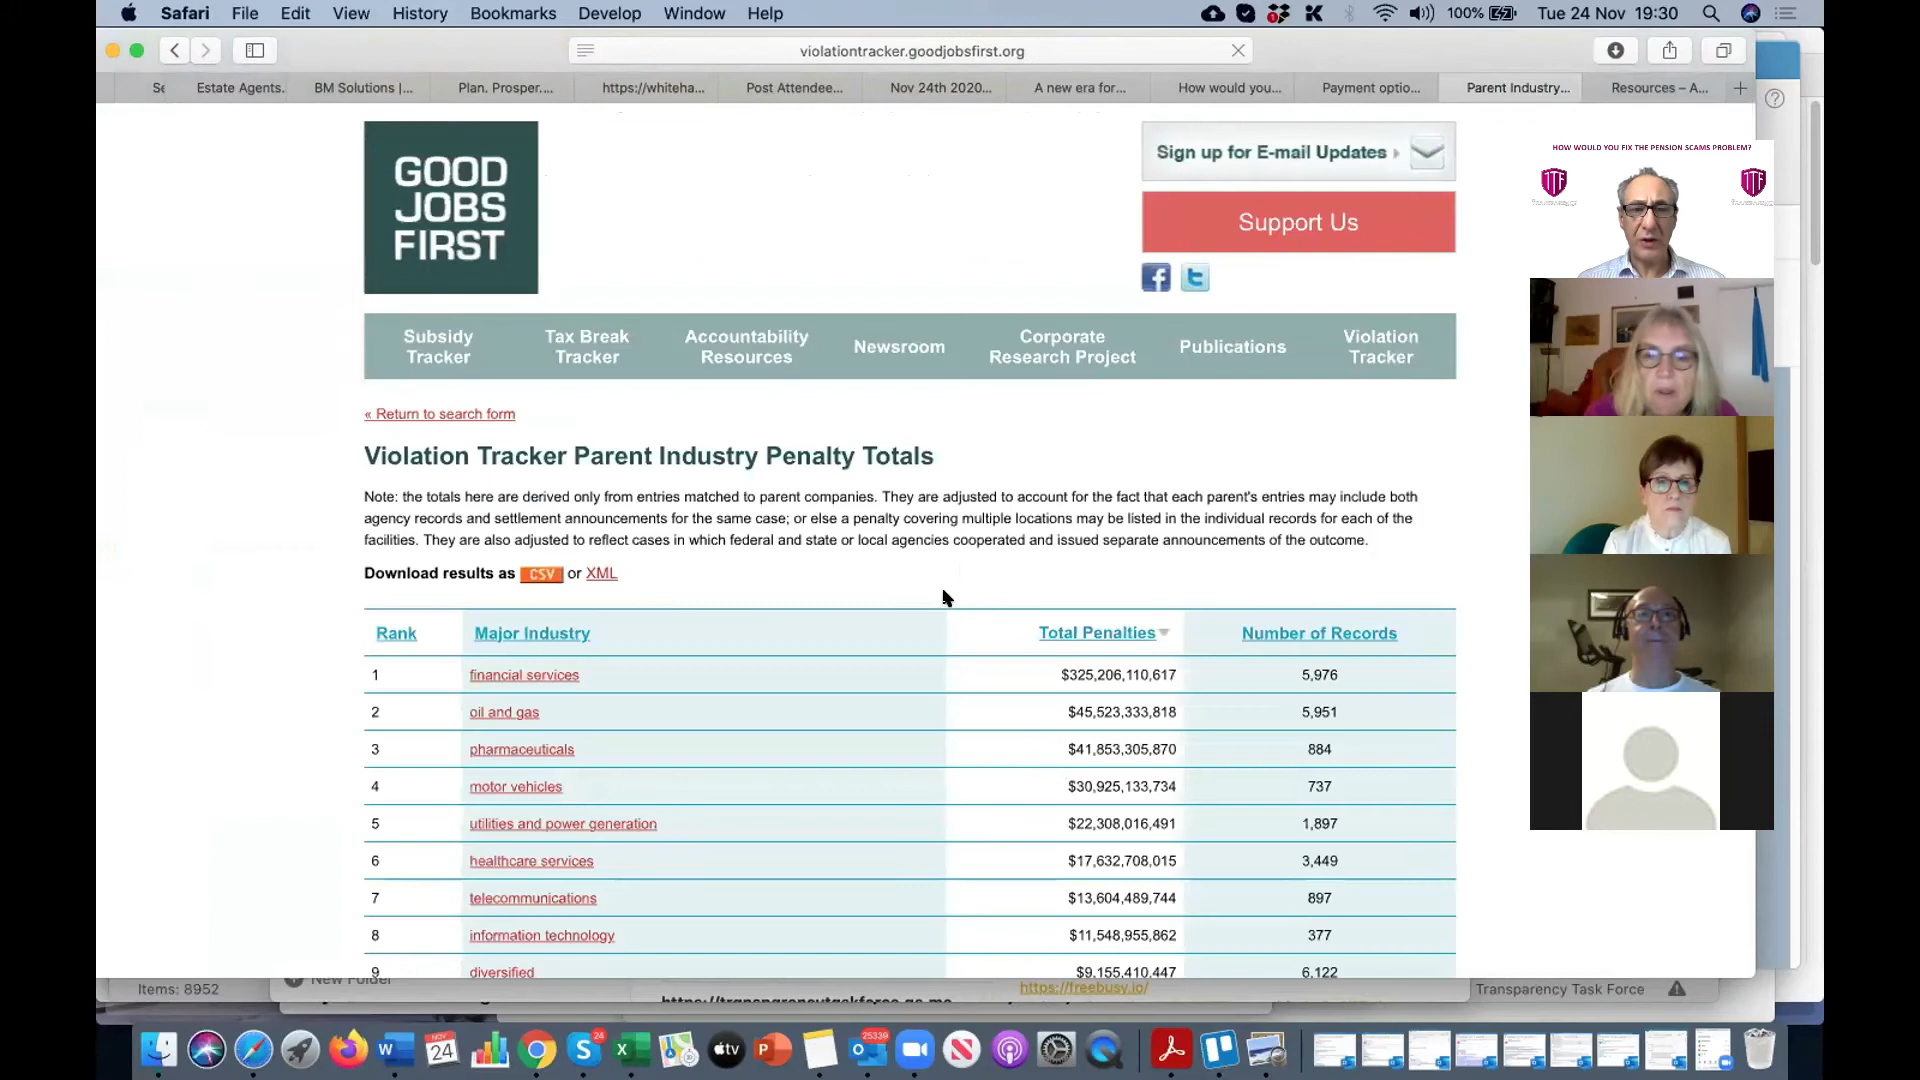 Safari File Edit View History Bookmarks Develop Window Help 100% Tue 24 Nov 19:30
violationtracker.goodjobsfirst.org
Se Estate Agents. BM Solutions |... Plan. Prosper.... https://whiteha... Post Attendee... Nov 24th 2020... A new era for... How would you... Payment optio... Parent Industry... Resources – A...
GOOD
JOBS
FIRST
Sign up for E-mail Updates
Support Us
HOW WOULD YOU FIX THE PENSION SCAMS PROBLEM?
Subsidy Tracker
Tax Break Tracker
Accountability Resources
Newsroom
Corporate Research Project
Publications
Violation Tracker
« Return to search form
Violation Tracker Parent Industry Penalty Totals
Note: the totals here are derived only from entries matched to parent companies. They are adjusted to account for the fact that each parent's entries may include both
agency records and settlement announcements for the same case; or else a penalty covering multiple locations may be listed in the individual records for each of the
facilities. They are also adjusted to reflect cases in which federal and state or local agencies cooperated and issued separate announcements of the outcome.
Download results as CSV or XML
Rank Major Industry Total Penalties Number of Records
1 financial services $325,206,110,617 5,976
2 oil and gas $45,523,333,818 5,951
3 pharmaceuticals $41,853,305,870 884
4 motor vehicles $30,925,133,734 737
5 utilities and power generation $22,308,016,491 1,897
6 healthcare services $17,632,708,015 3,449
7 telecommunications $13,604,489,744 897
8 information technology $11,548,955,862 377
9 diversified $9,155,410,447 6,122
Items: 8952 New Folder https://freebusy.io/ Transparency Task Force
NOV 24 24 tv 25339